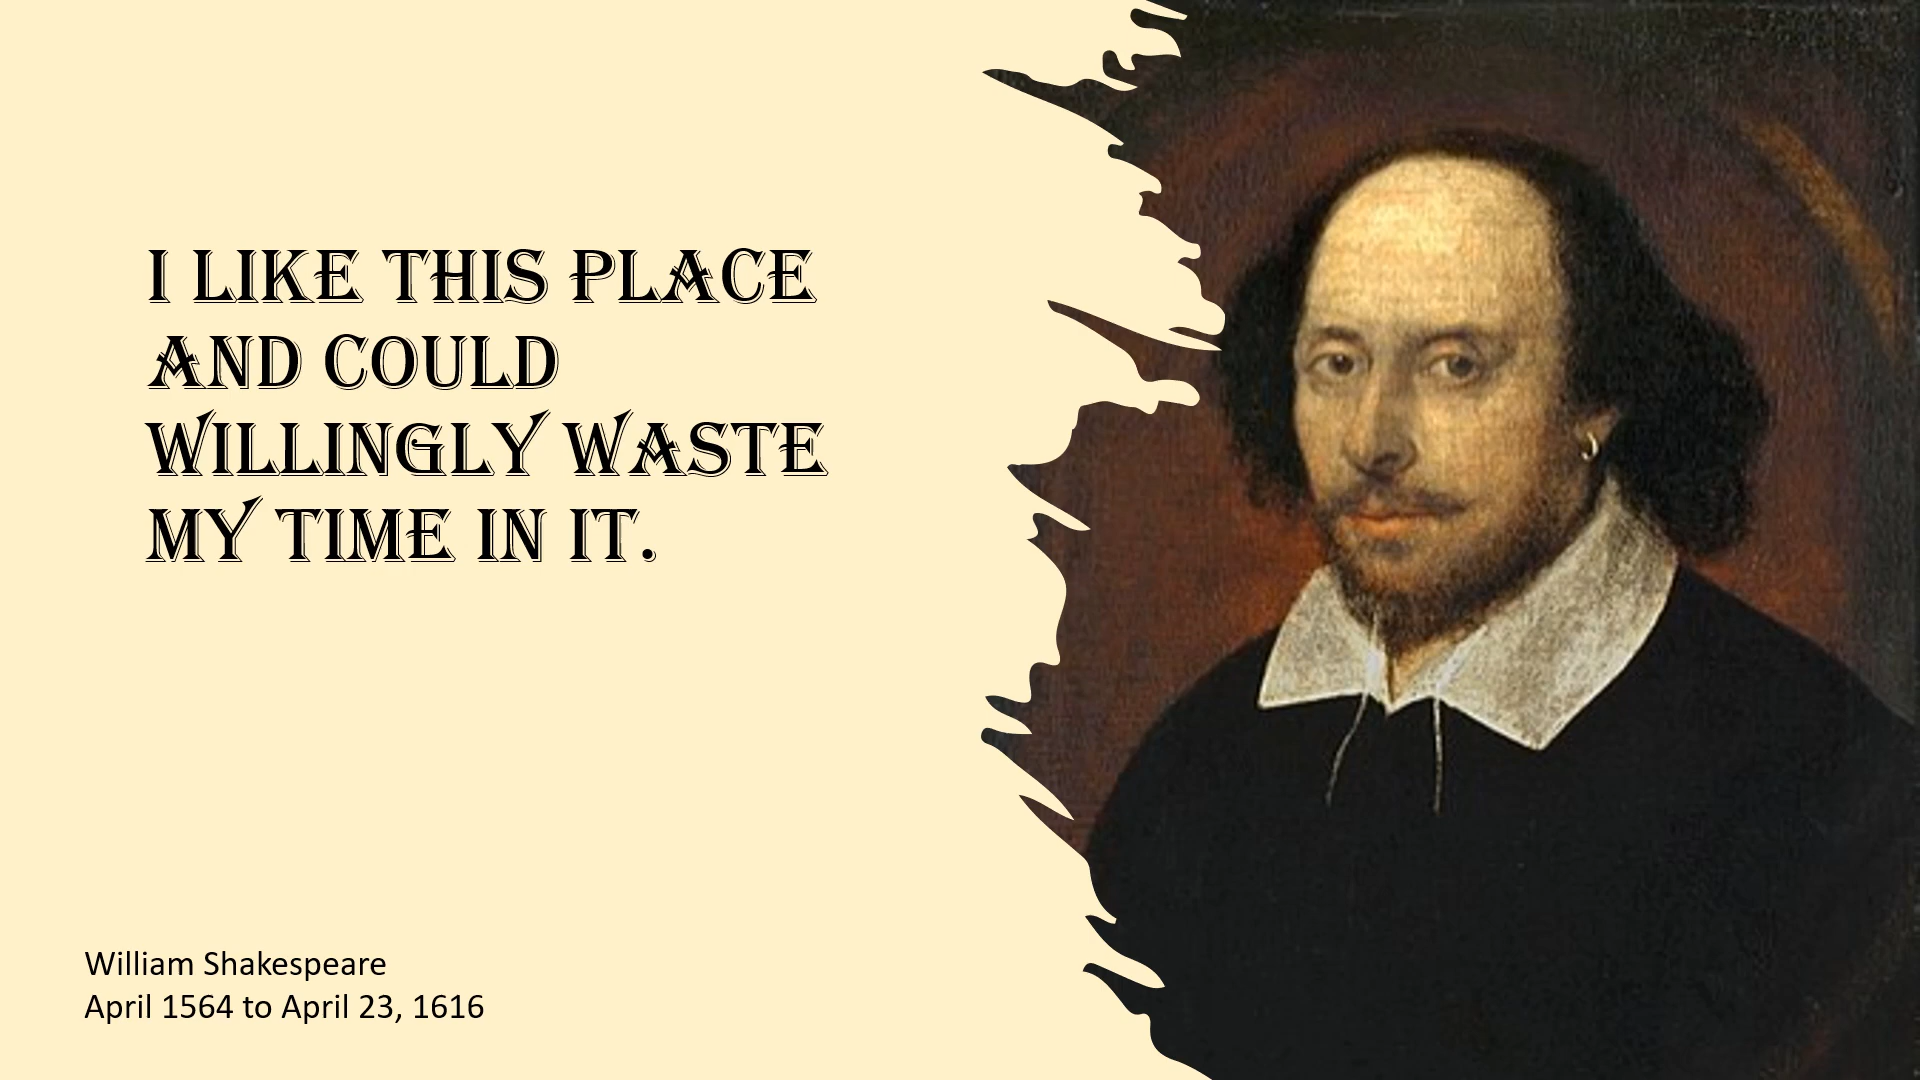 I LIKE THIS PLACE
AND COULD
WILLINGLY WASTE
MY TIME IN IT.
William Shakespeare
April 1564 to April 23, 1616